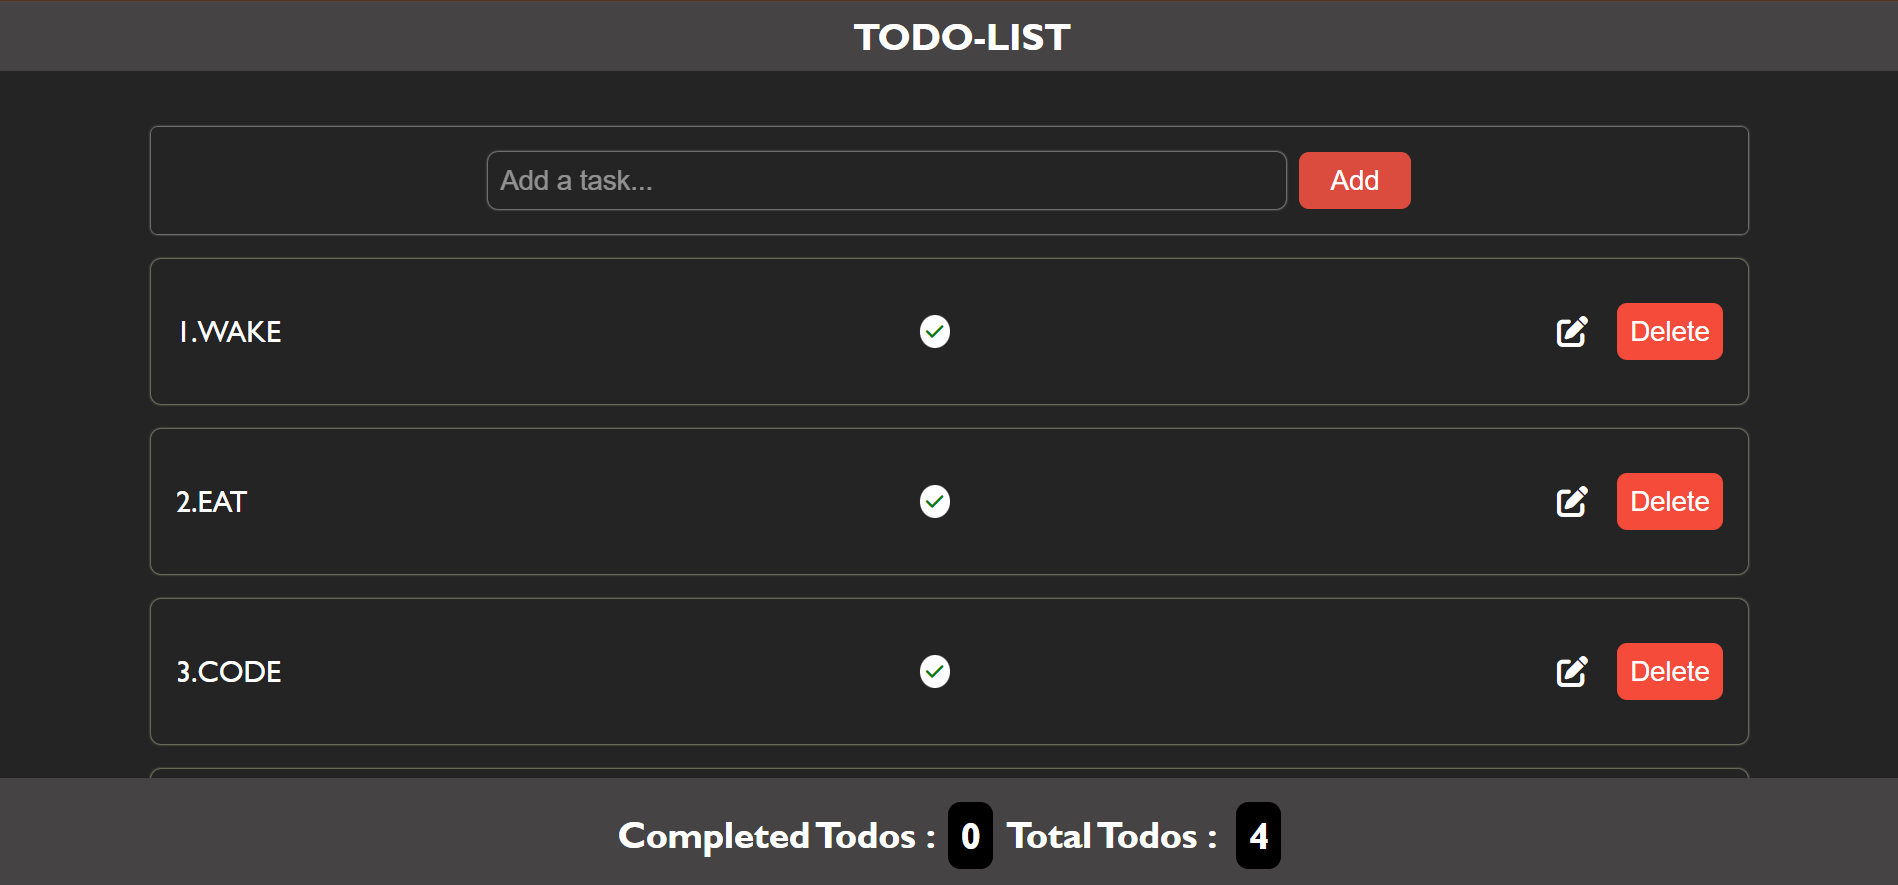 TODO-LIST
Add a task... Add
1.WAKE Delete
2.EAT Delete
3.CODE Delete
Completed Todos : 0 Total Todos : 4